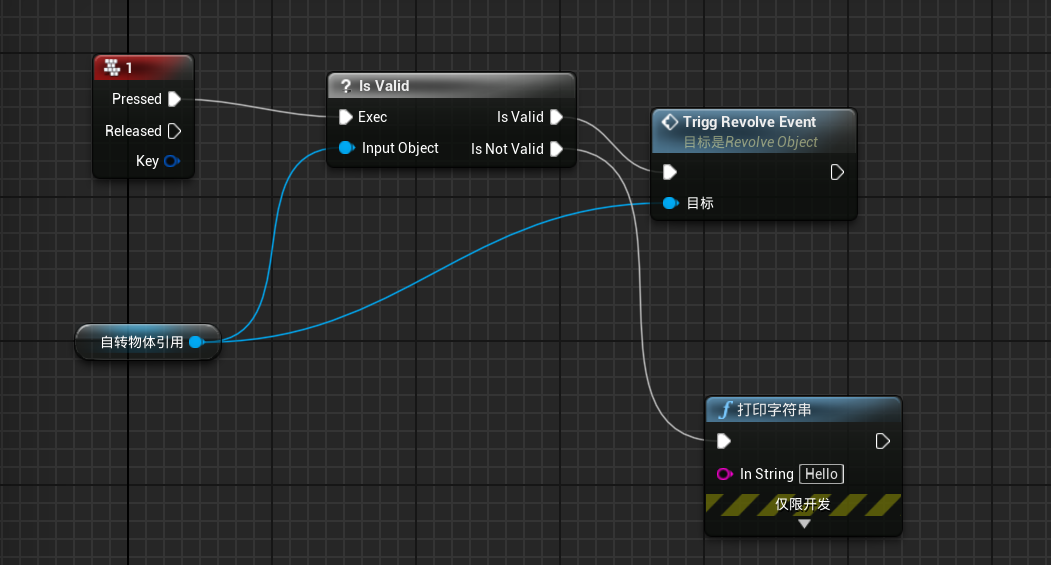 1
Pressed
Released
Key
? Is Valid
Exec
Is Valid
Input Object
Is Not Valid
Trigg Revolve Event
目标是Revolve Object
目标
自转物体引用
f 打印字符串
In String Hello
仅限开发